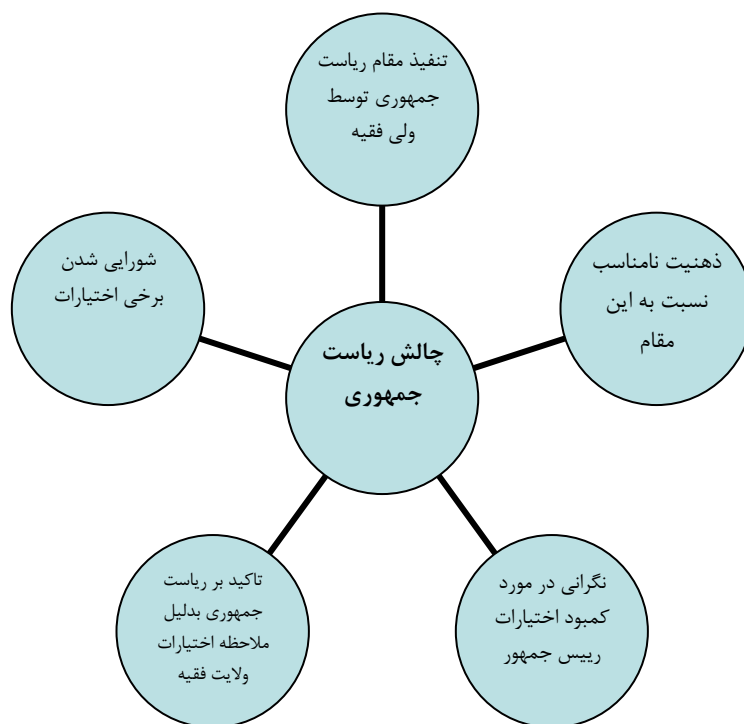 تنفیذ مقام ریاست
جمهوری توسط
ولی فقیه
ذهنیت نامناسب
نسبت به این
مقام
شورایی شدن
برخی اختیارات
چالش ریاست
جمهوری
نگرانی در مورد
کمبود اختیارات
رییس جمهور
تاکید بر ریاست
جمهوری بدلیل
ملاحظه اختیارات
ولایت فقیه